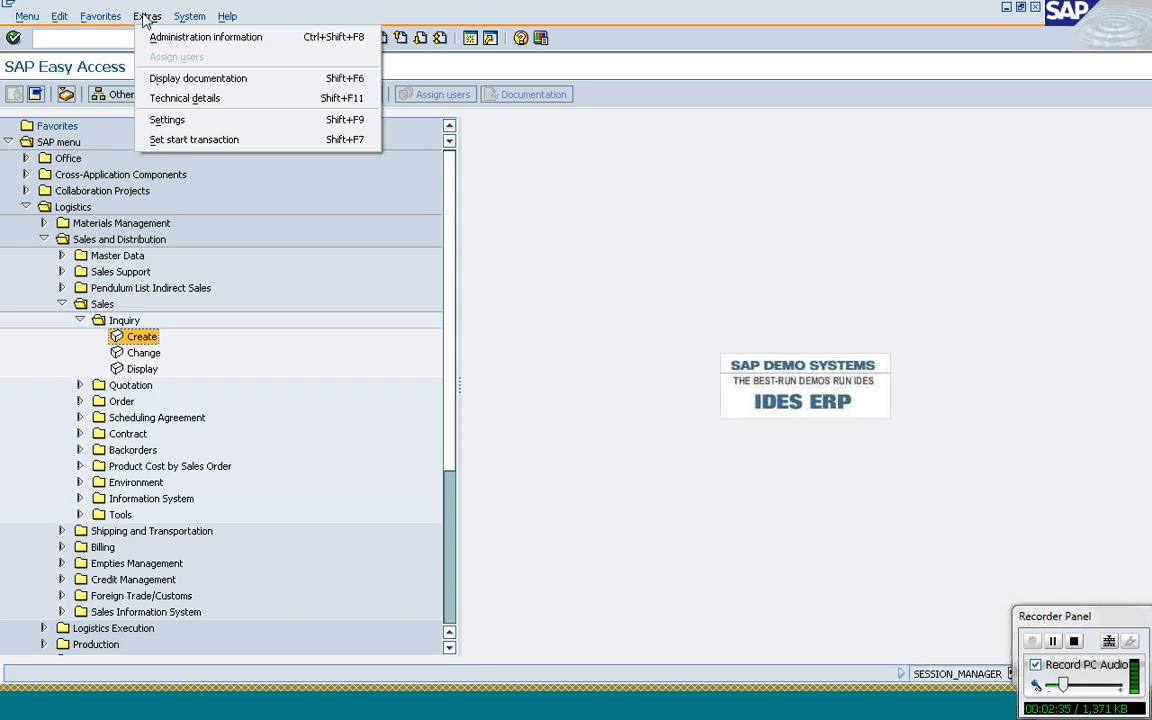 Menu Edit Favorites Extras System Help
SAP
Administration information Ctrl+Shift+F8
Assign users
SAP Easy Access
Display documentation Shift+F6
Other
Technical details Shift+F11
Assign users
Documentation
Settings Shift+F9
Set start transaction Shift+F7
Favorites
SAP menu
Office
Cross-Application Components
Collaboration Projects
Logistics
Materials Management
Sales and Distribution
Master Data
Sales Support
Pendulum List Indirect Sales
Sales
Inquiry
Create
Change
Display
Quotation
Order
Scheduling Agreement
Contract
Backorders
Product Cost by Sales Order
Environment
Information System
Tools
Shipping and Transportation
Billing
Empties Management
Credit Management
Foreign Trade/Customs
Sales Information System
Logistics Execution
Production
SAP DEMO SYSTEMS
THE BEST-RUN DEMOS RUN IDES
IDES ERP
SESSION_MANAGER
Recorder Panel
Record PC Audio
00:02:35 / 1,371 KB